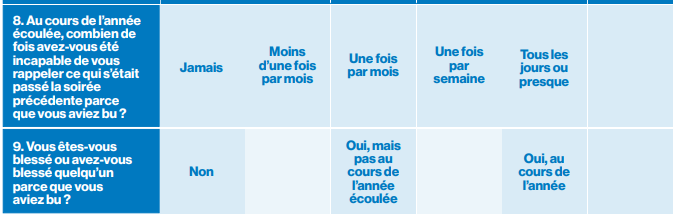 8. Au cours de l'année
écoulée, combien de
fois avez-vous été
incapable de vous
rappeler ce qui s'était
passé la soirée
précédente parce
que vous aviez bu ?
Jamais
Moins
d'une fois
par mois
Une fois
par mois
Une fois
par
semaine
Tous les
jours ou
presque
9. Vous êtes-vous
blessé ou avez-vous
blessé quelqu'un
parce que vous
aviez bu ?
Non
Oui, mais
pas au
cours de
l'année
écoulée
Oui, au
cours de
l'année